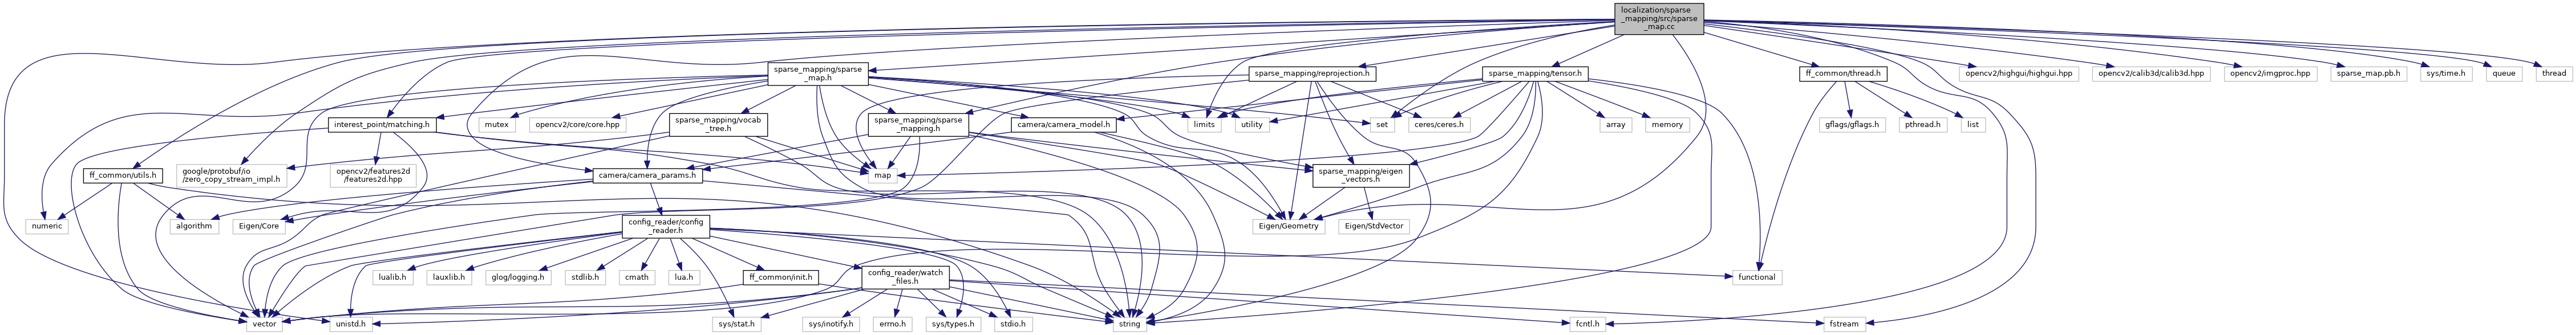 localization/sparse
_mapping/src/sparse
_map.cc
sparse_mapping/sparse
_map.h
sparse_mapping/reprojection.h
sparse_mapping/tensor.h
ff_common/thread.h
opencv2/highgui/highgui.hpp
opencv2/calib3d/calib3d.hpp
opencv2/imgproc.hpp
sparse_map.pb.h
sys/time.h
queue
thread
interest_point/matching.h
mutex
opencv2/core/core.hpp
sparse_mapping/vocab
_tree.h
sparse_mapping/sparse
_mapping.h
camera/camera_model.h
limits
utility
set
ceres/ceres.h
array
memory
gflags/gflags.h
pthread.h
list
ff_common/utils.h
google/protobuf/io
/zero_copy_stream_impl.h
opencv2/features2d
/features2d.hpp
camera/camera_params.h
map
sparse_mapping/eigen
_vectors.h
numeric
algorithm
Eigen/Core
config_reader/config
_reader.h
Eigen/Geometry
Eigen/StdVector
lualib.h
lauxlib.h
glog/logging.h
stdlib.h
cmath
lua.h
ff_common/init.h
config_reader/watch
_files.h
functional
vector
unistd.h
sys/stat.h
sys/inotify.h
errno.h
sys/types.h
stdio.h
string
fcntl.h
fstream